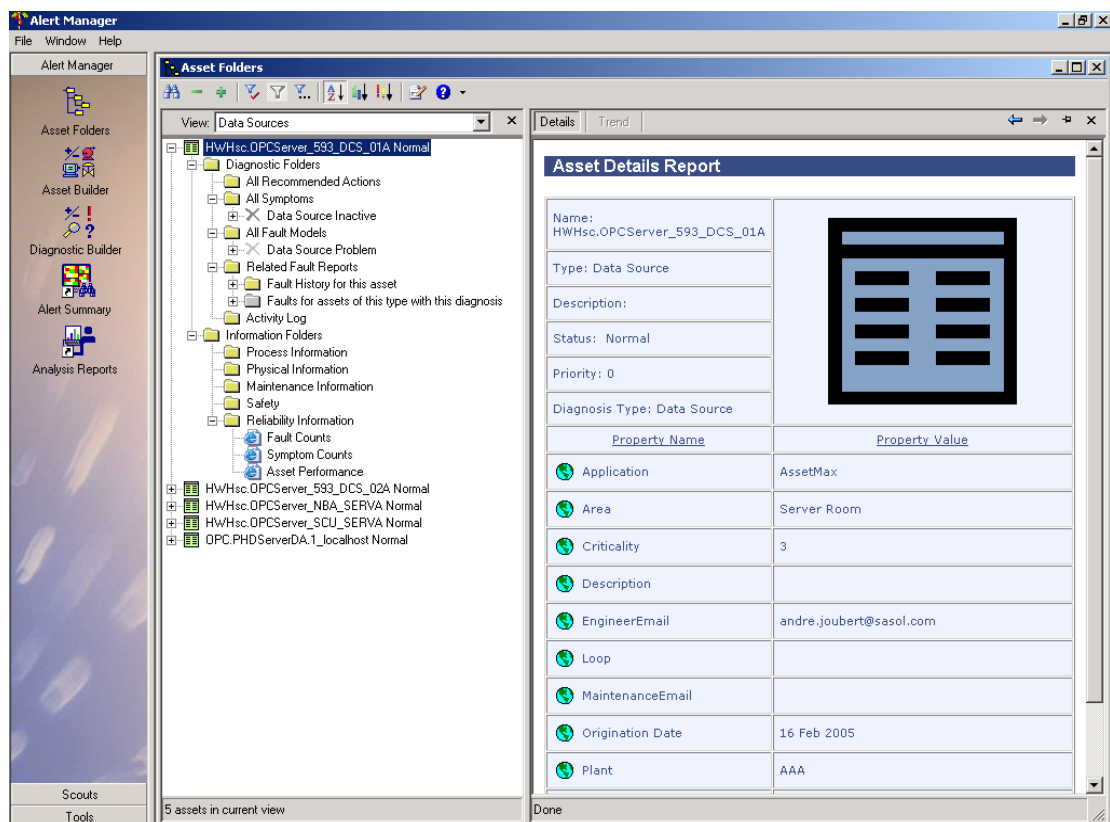 Alert Manager
File Window Help
Alert Manager
Asset Folders
Asset Builder
Diagnostic Builder
Alert Summary
Analysis Reports
Scouts
Tools
Asset Folders
View: Data Sources
HWHsc.OPCServer_593_DCS_01A Normal
Diagnostic Folders
All Recommended Actions
All Symptoms
Data Source Inactive
All Fault Models
Data Source Problem
Related Fault Reports
Fault History for this asset
Faults for assets of this type with this diagnosis
Activity Log
Information Folders
Process Information
Physical Information
Maintenance Information
Safety
Reliability Information
Fault Counts
Symptom Counts
Asset Performance
HWHsc.OPCServer_593_DCS_02A Normal
HWHsc.OPCServer_NBA_SERVA Normal
HWHsc.OPCServer_SCU_SERVA Normal
OPC.PHDServerDA.1_localhost Normal
5 assets in current view
Details Trend
Asset Details Report
Name:
HWHsc.OPCServer_593_DCS_01A
Type: Data Source
Description:
Status: Normal
Priority: 0
Diagnosis Type: Data Source
Property Name Property Value
Application AssetMax
Area Server Room
Criticality 3
Description
EngineerEmail andre.joubert@sasol.com
Loop
MaintenanceEmail
Origination Date 16 Feb 2005
Plant AAA
Done